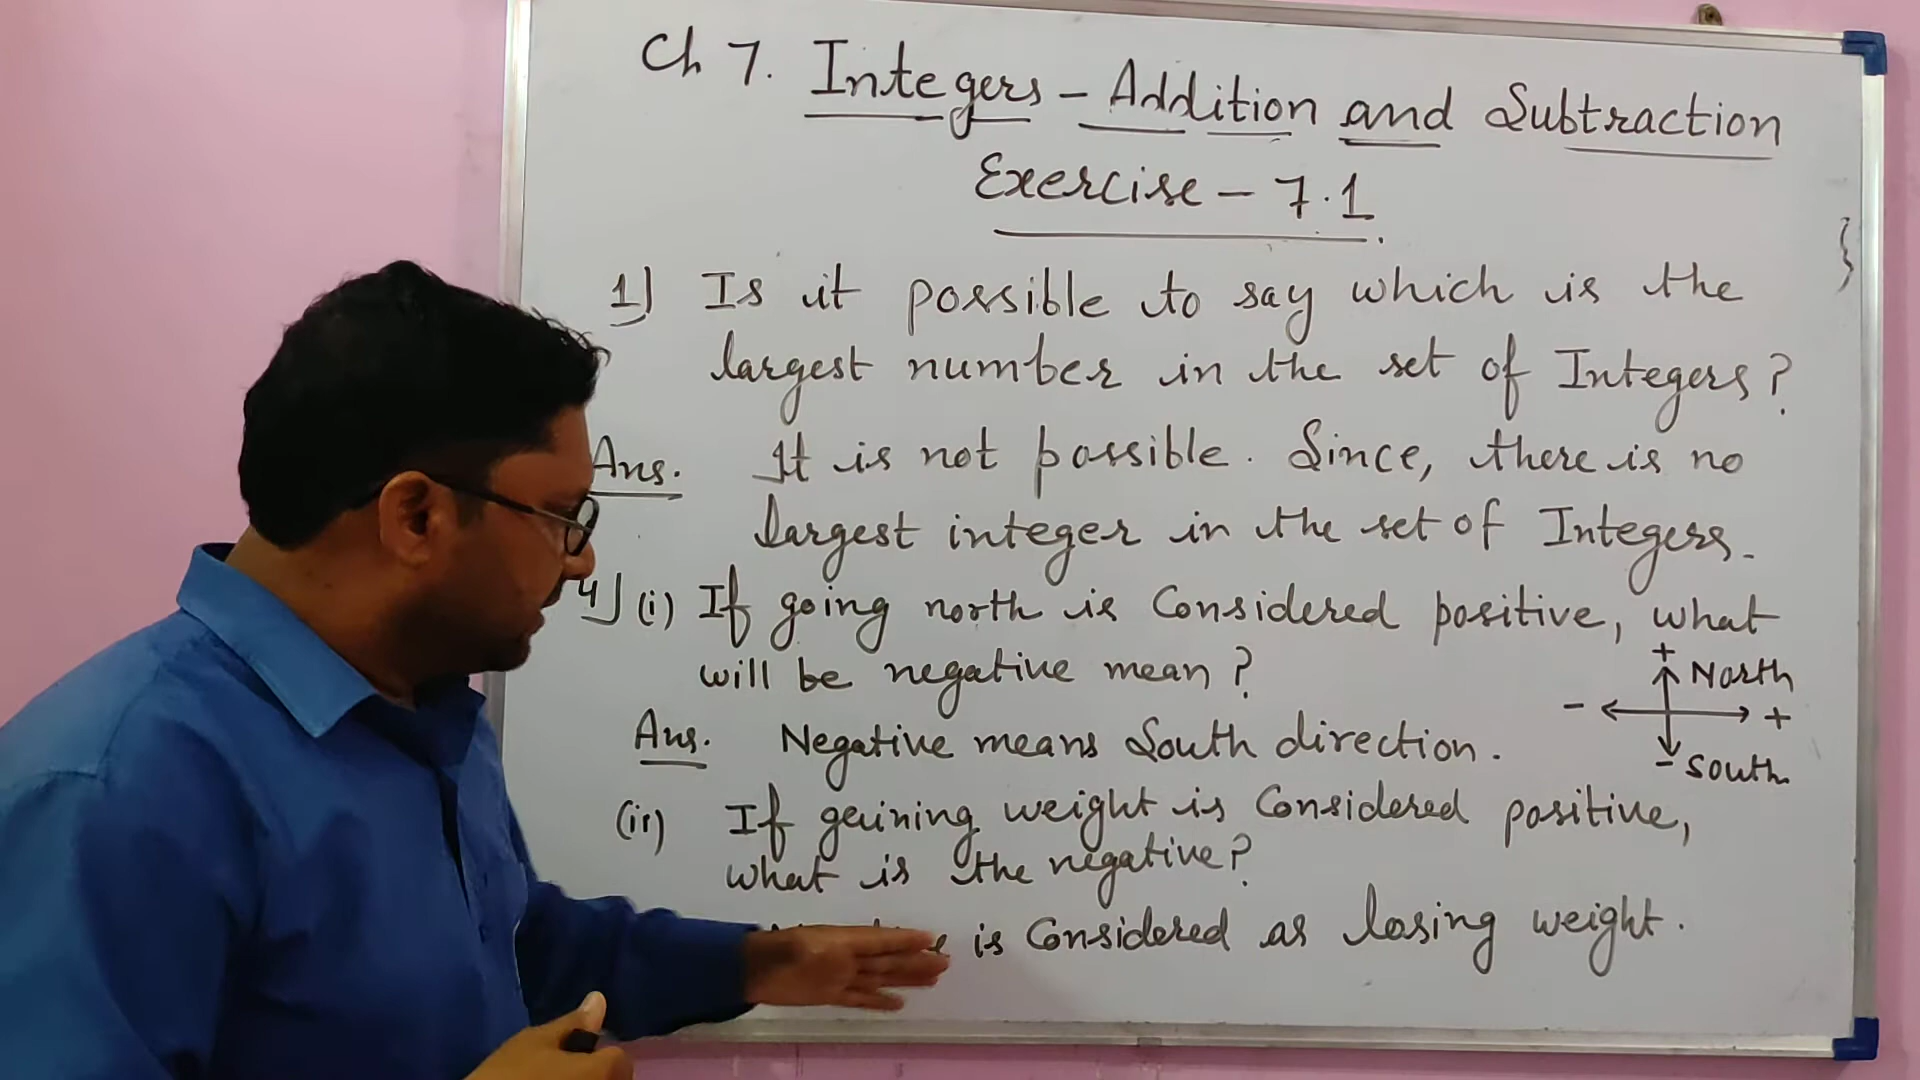 Ch 7. Integers - Addition and Subtraction
Exercise - 7.1
1) Is it possible to say which is the
largest number in the set of Integers?
Ans. It is not possible. Since, there is no
largest integer in the set of Integers.
4) (i) If going north is Considered positive, what
will be negative mean?
+
North
- +
- South
Ans. Negative means South direction.
(ii) If gaining weight is Considered positive,
what is the negative?
is Considered as losing weight.